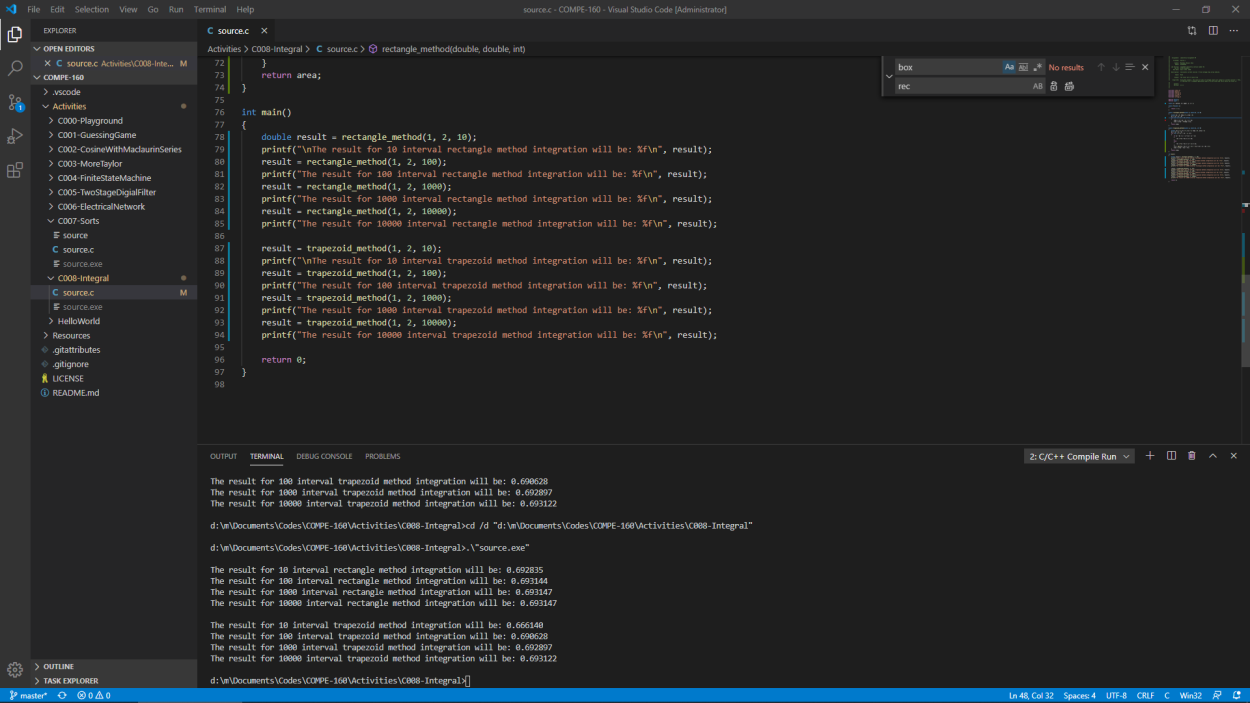 File Edit Selection View Go Run Terminal Help
source.c - COMPE-160 - Visual Studio Code [Administrator]
EXPLORER
OPEN EDITORS
source.c Activities\C008-Inte... M
COMPE-160
.vscode
Activities
C000-Playground
C001-GuessingGame
C002-CosineWithMaclaurinSeries
C003-MoreTaylor
C004-FiniteStateMachine
C005-TwoStageDigialFilter
C006-ElectricalNetwork
C007-Sorts
source
C source.c
source.exe
C008-Integral
C source.c M
source.exe
HelloWorld
Resources
.gitattributes
.gitignore
LICENSE
README.md
OUTLINE
TASK EXPLORER
C source.c
Activities > C008-Integral > C source.c > rectangle_method(double, double, int)
box Aa Ab| .* No results
rec AB
72 }
73 return area;
74 }
75
76 int main()
77 {
78 double result = rectangle_method(1, 2, 10);
79 printf("\nThe result for 10 interval rectangle method integration will be: %f\n", result);
80 result = rectangle_method(1, 2, 100);
81 printf("The result for 100 interval rectangle method integration will be: %f\n", result);
82 result = rectangle_method(1, 2, 1000);
83 printf("The result for 1000 interval rectangle method integration will be: %f\n", result);
84 result = rectangle_method(1, 2, 10000);
85 printf("The result for 10000 interval rectangle method integration will be: %f\n", result);
86
87 result = trapezoid_method(1, 2, 10);
88 printf("\nThe result for 10 interval trapezoid method integration will be: %f\n", result);
89 result = trapezoid_method(1, 2, 100);
90 printf("The result for 100 interval trapezoid method integration will be: %f\n", result);
91 result = trapezoid_method(1, 2, 1000);
92 printf("The result for 1000 interval trapezoid method integration will be: %f\n", result);
93 result = trapezoid_method(1, 2, 10000);
94 printf("The result for 10000 interval trapezoid method integration will be: %f\n", result);
95
96 return 0;
97 }
98
OUTPUT TERMINAL DEBUG CONSOLE PROBLEMS
2: C/C++ Compile Run
The result for 100 interval trapezoid method integration will be: 0.690628
The result for 1000 interval trapezoid method integration will be: 0.692897
The result for 10000 interval trapezoid method integration will be: 0.693122
d:\m\Documents\Codes\COMPE-160\Activities\C008-Integral>cd /d "d:\m\Documents\Codes\COMPE-160\Activities\C008-Integral"
d:\m\Documents\Codes\COMPE-160\Activities\C008-Integral>.\"source.exe"
The result for 10 interval rectangle method integration will be: 0.692835
The result for 100 interval rectangle method integration will be: 0.693144
The result for 1000 interval rectangle method integration will be: 0.693147
The result for 10000 interval rectangle method integration will be: 0.693147
The result for 10 interval trapezoid method integration will be: 0.666140
The result for 100 interval trapezoid method integration will be: 0.690628
The result for 1000 interval trapezoid method integration will be: 0.692897
The result for 10000 interval trapezoid method integration will be: 0.693122
d:\m\Documents\Codes\COMPE-160\Activities\C008-Integral>
master* 0 0 Ln 48, Col 32 Spaces: 4 UTF-8 CRLF C Win32